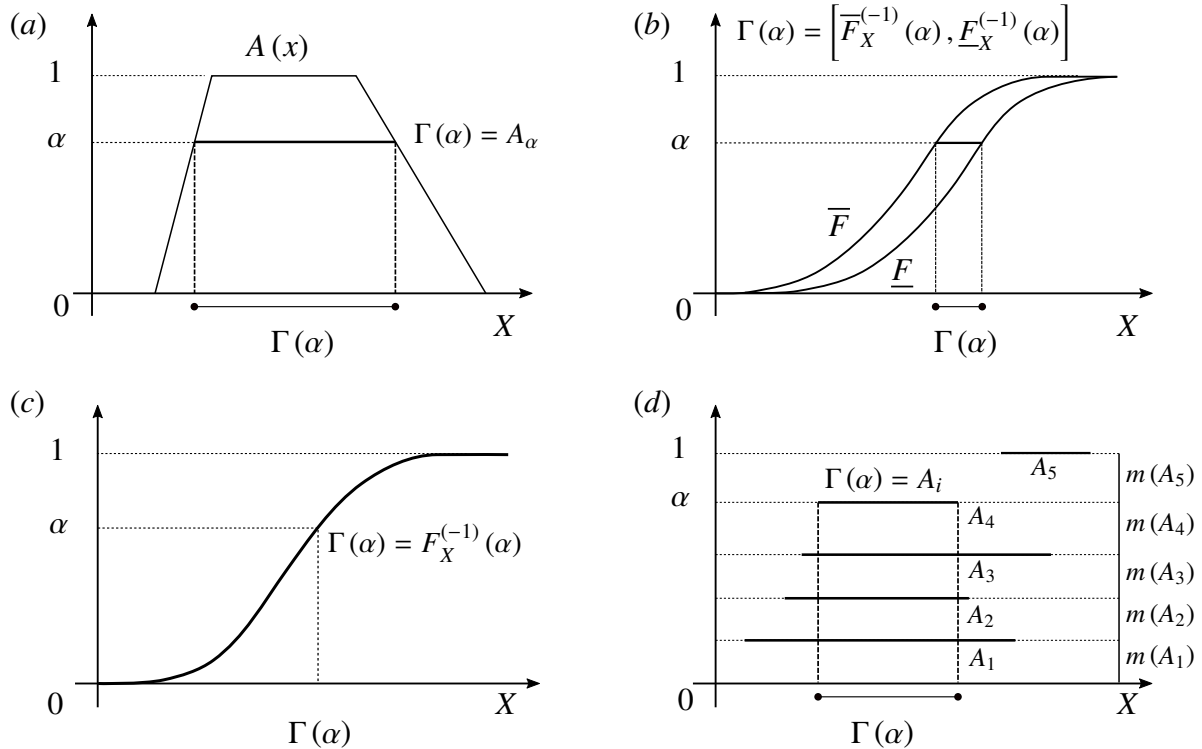 (a)
A(x)
1
α
Γ(α) = A_α
0
X
Γ(α)
(b)
Γ(α) = [F̅_X^(-1)(α), F̲_X^(-1)(α)]
1
α
F̅
F̲
0
X
Γ(α)
(c)
1
α
Γ(α) = F_X^(-1)(α)
0
X
Γ(α)
(d)
1
A_5
m(A_5)
Γ(α) = A_i
α
A_4
m(A_4)
A_3
m(A_3)
A_2
m(A_2)
A_1
m(A_1)
0
X
Γ(α)